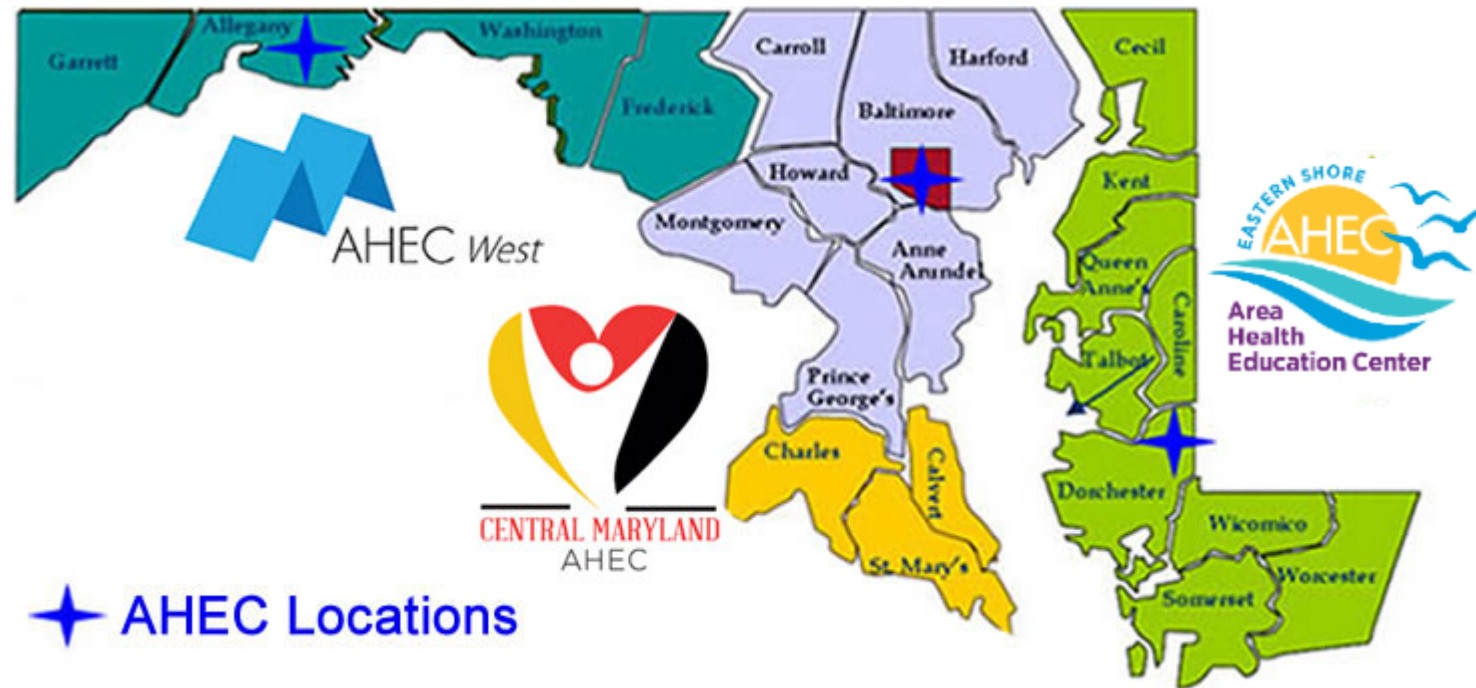 Garrett
Allegany
Washington
Frederick
Carroll
Harford
Baltimore
Howard
Montgomery
Anne
Arundel
Prince
George's
Charles
Calvert
St. Mary's
Cecil
Kent
Queen
Anne's
Caroline
Talbot
Dorchester
Wicomico
Worcester
Somerset
AHEC West
CENTRAL MARYLAND
AHEC
EASTERN SHORE
AHEC
Area
Health
Education Center
AHEC Locations